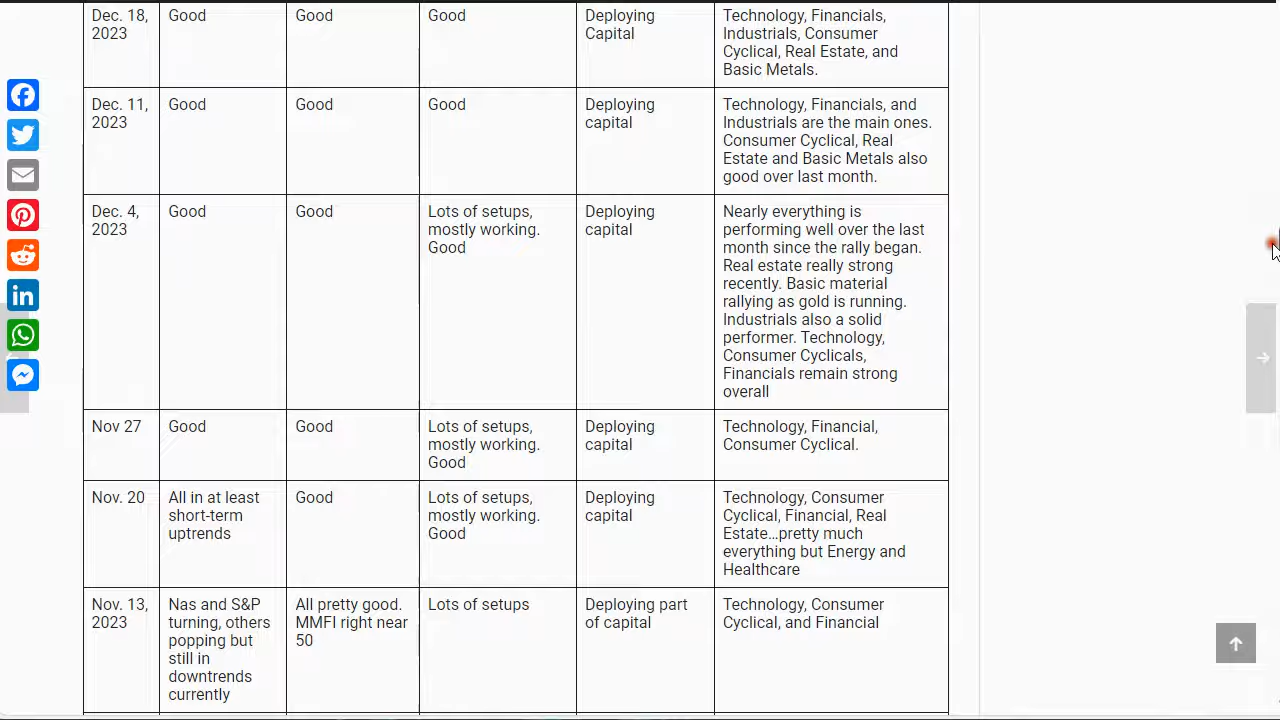 Dec. 18,
2023
Good
Good
Good
Deploying
Capital
Technology, Financials,
Industrials, Consumer
Cyclical, Real Estate, and
Basic Metals.
Dec. 11,
2023
Good
Good
Good
Deploying
capital
Technology, Financials, and
Industrials are the main ones.
Consumer Cyclical, Real
Estate and Basic Metals also
good over last month.
Dec. 4,
2023
Good
Good
Lots of setups,
mostly working.
Good
Deploying
capital
Nearly everything is
performing well over the last
month since the rally began.
Real estate really strong
recently. Basic material
rallying as gold is running.
Industrials also a solid
performer. Technology,
Consumer Cyclicals,
Financials remain strong
overall
Nov 27
Good
Good
Lots of setups,
mostly working.
Good
Deploying
capital
Technology, Financial,
Consumer Cyclical.
Nov. 20
All in at least
short-term
uptrends
Good
Lots of setups,
mostly working.
Good
Deploying
capital
Technology, Consumer
Cyclical, Financial, Real
Estate…pretty much
everything but Energy and
Healthcare
Nov. 13,
2023
Nas and S&P
turning, others
popping but
still in
downtrends
currently
All pretty good.
MMFI right near
50
Lots of setups
Deploying part
of capital
Technology, Consumer
Cyclical, and Financial